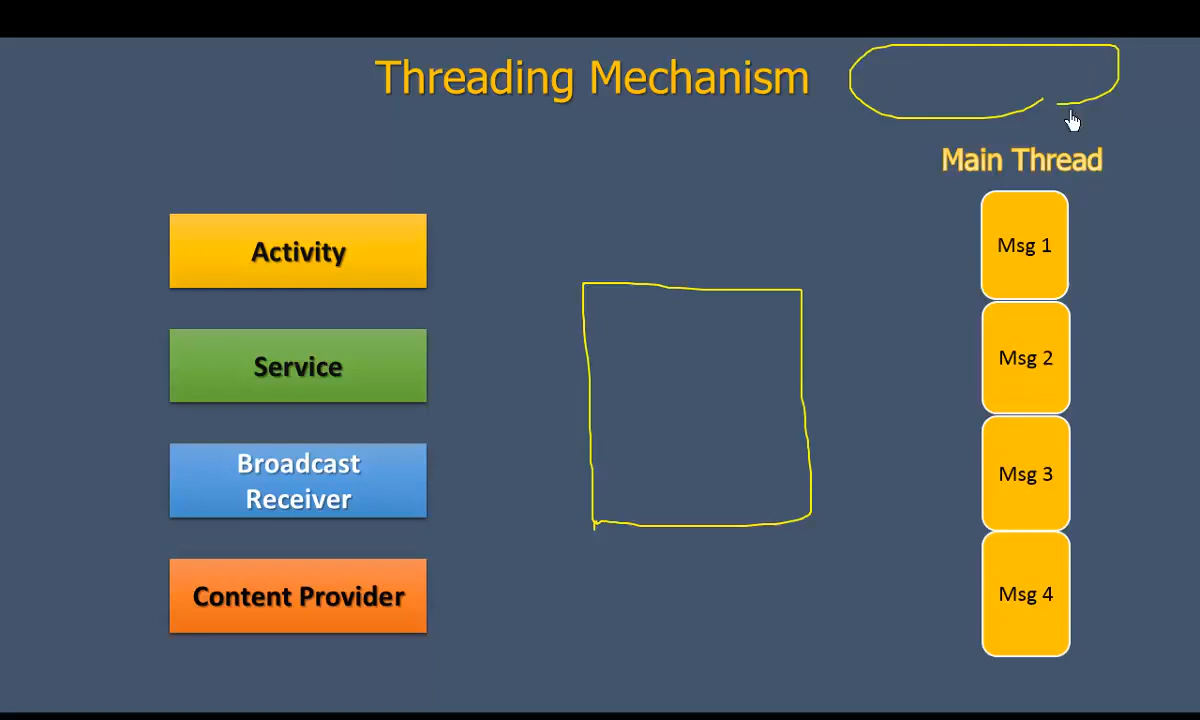 Threading Mechanism
Main Thread
Activity
Service
Broadcast
Receiver
Content Provider
Msg 1
Msg 2
Msg 3
Msg 4